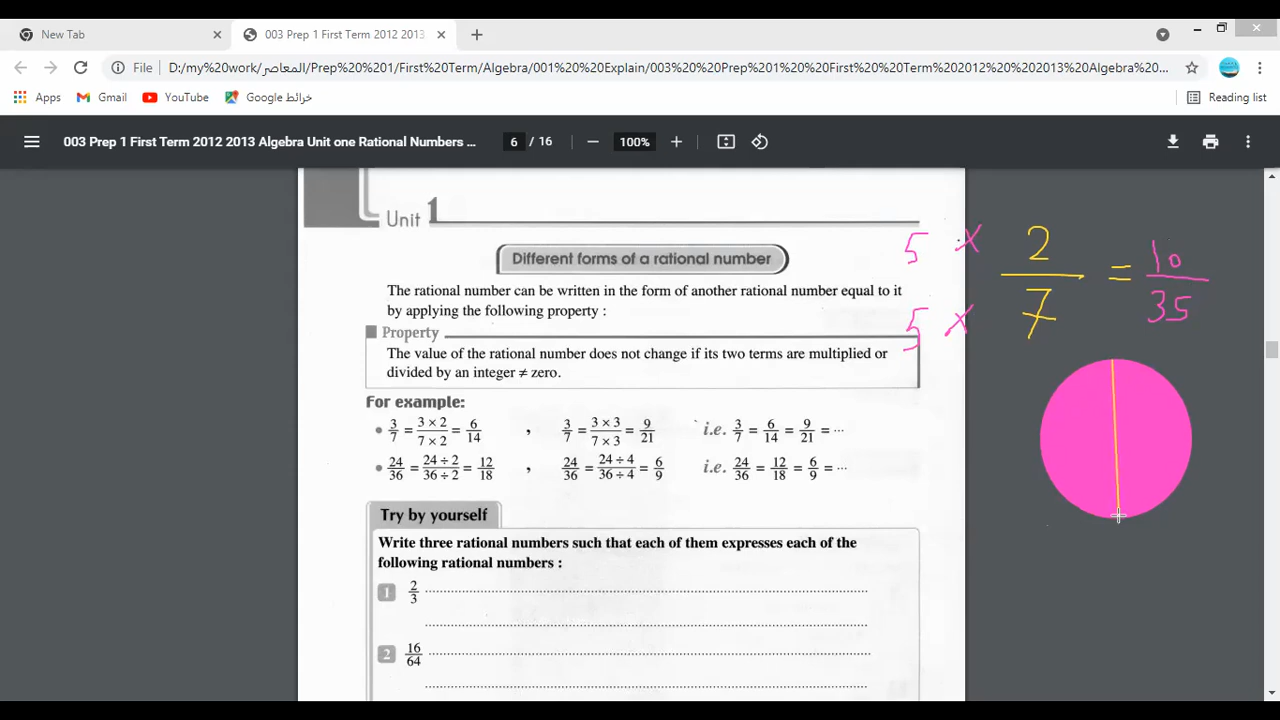 New Tab
003 Prep 1 First Term 2012 2013
File D:/my%20work/المعاصر/Prep%20%201/First%20Term/Algebra/001%20%20Explain/003%20%20Prep%201%20%20First%20%20Term%202012%20%202013%20Algebra%20...
Apps Gmail YouTube خرائط Google Reading list
003 Prep 1 First Term 2012 2013 Algebra Unit one Rational Numbers ... 6 / 16 100%
Unit 1
Different forms of a rational number
The rational number can be written in the form of another rational number equal to it
by applying the following property :
Property
The value of the rational number does not change if its two terms are multiplied or
divided by an integer ≠ zero.
For example:
• 3/7 = 3 × 2/7 × 2 = 6/14 , 3/7 = 3 × 3/7 × 3 = 9/21 i.e. 3/7 = 6/14 = 9/21 = ...
• 24/36 = 24 ÷ 2/36 ÷ 2 = 12/18 , 24/36 = 24 ÷ 4/36 ÷ 4 = 6/9 i.e. 24/36 = 12/18 = 6/9 = ...
Try by yourself
Write three rational numbers such that each of them expresses each of the
following rational numbers :
1 2/3
2 16/64
5 × 2 = 10
5 × 7 35